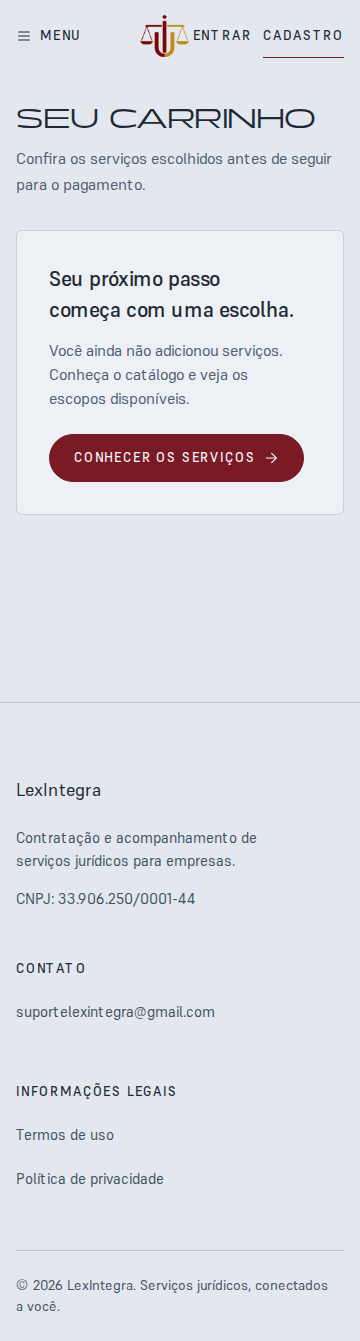 MENU
ENTRAR CADASTRO
SEU CARRINHO
Confira os serviços escolhidos antes de seguir
para o pagamento.
Seu próximo passo
começa com uma escolha.
Você ainda não adicionou serviços.
Conheça o catálogo e veja os
escopos disponíveis.
CONHECER OS SERVIÇOS
LexIntegra
Contratação e acompanhamento de
serviços jurídicos para empresas.
CNPJ: 33.906.250/0001-44
CONTATO
suportelexintegra@gmail.com
INFORMAÇÕES LEGAIS
Termos de uso
Política de privacidade
© 2026 LexIntegra. Serviços jurídicos, conectados
a você.